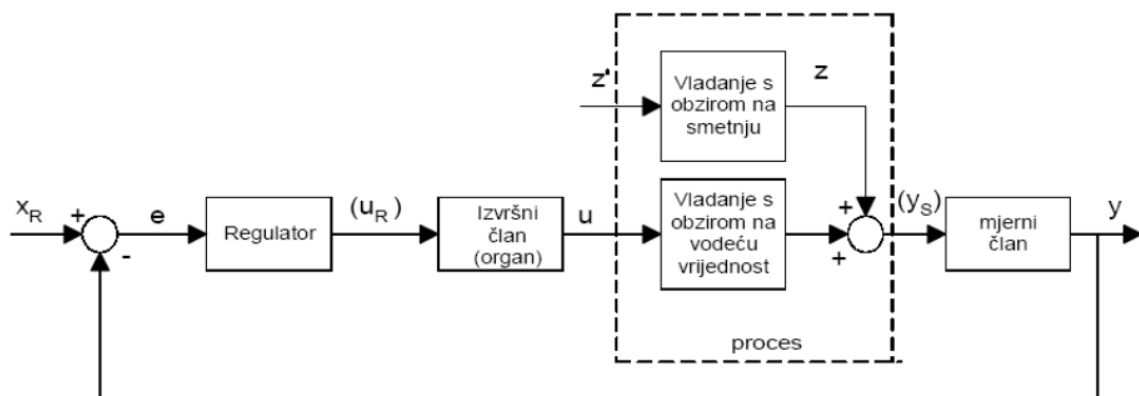 z'
Vladanje s
obzirom na
smetnju
z
x_R
+
-
e
Regulator
(u_R)
Izvršni
član
(organ)
u
Vladanje s
obzirom na
vodeću
vrijednost
+
+
(y_S)
mjerni
član
y
proces